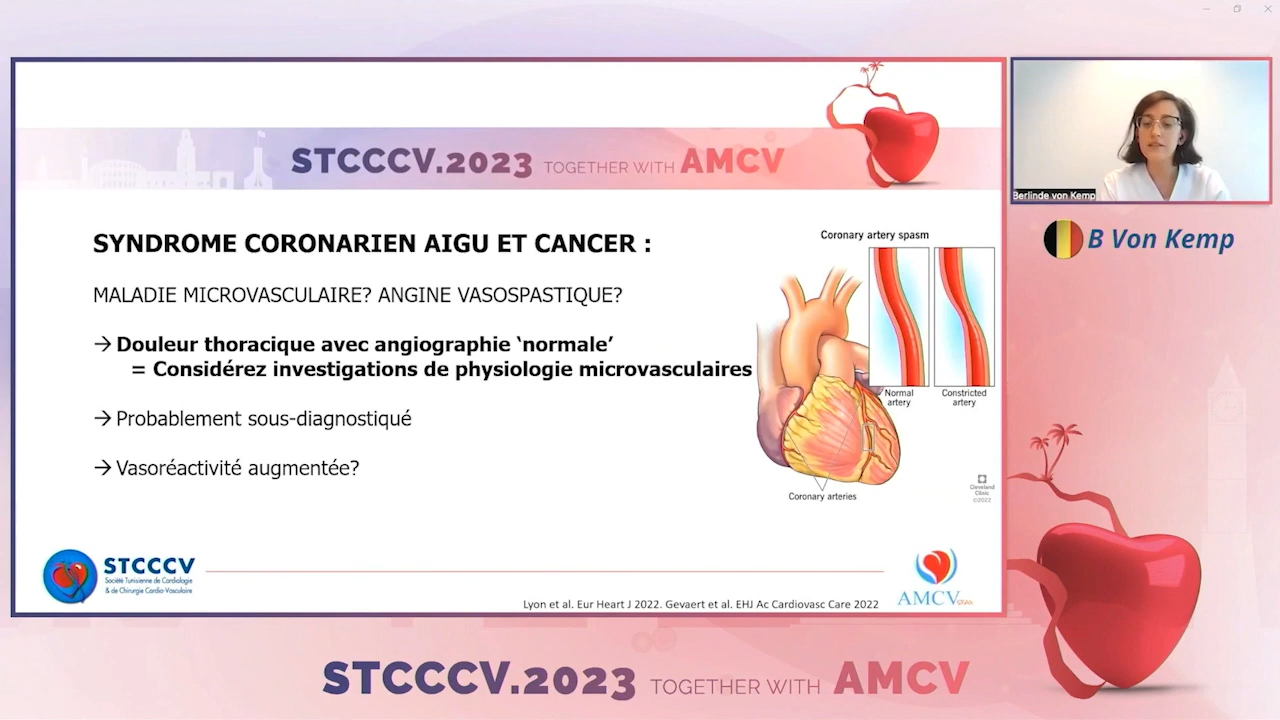 STCCCV.2023 TOGETHER WITH AMCV
SYNDROME CORONARIEN AIGU ET CANCER :
MALADIE MICROVASCULAIRE? ANGINE VASOSPASTIQUE?
→ Douleur thoracique avec angiographie ‘normale’
= Considérez investigations de physiologie microvasculaires
→ Probablement sous-diagnostiqué
→ Vasoréactivité augmentée?
Coronary artery spasm
Normal
artery
Constricted
artery
Coronary arteries
Cleveland
Clinic
©2022
STCCCV
Société Tunisienne de Cardiologie
& de Chirurgie Cardio-Vasculaire
Lyon et al. Eur Heart J 2022. Gevaert et al. EHJ Ac Cardiovasc Care 2022
AMCV
Berlinde von Kemp
B Von Kemp
STCCCV.2023 TOGETHER WITH AMCV